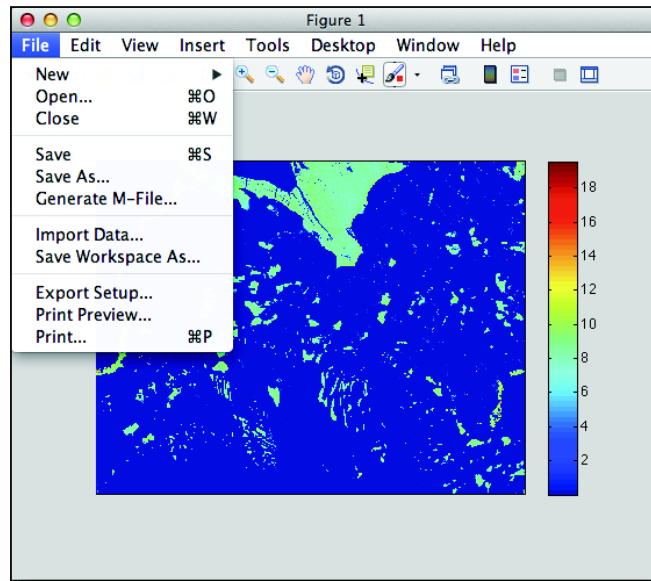 Figure 1
File Edit View Insert Tools Desktop Window Help
New
Open... ⌘O
Close ⌘W
Save ⌘S
Save As...
Generate M-File...
Import Data...
Save Workspace As...
Export Setup...
Print Preview...
Print... ⌘P
18
16
14
12
10
8
6
4
2